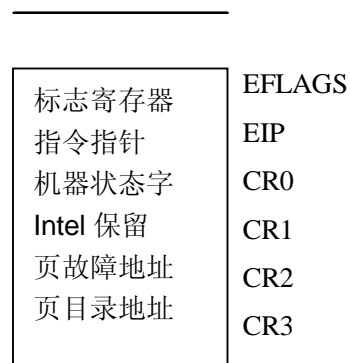 标志寄存器 EFLAGS
指令指针 EIP
机器状态字 CR0
Intel 保留 CR1
页故障地址 CR2
页目录地址 CR3